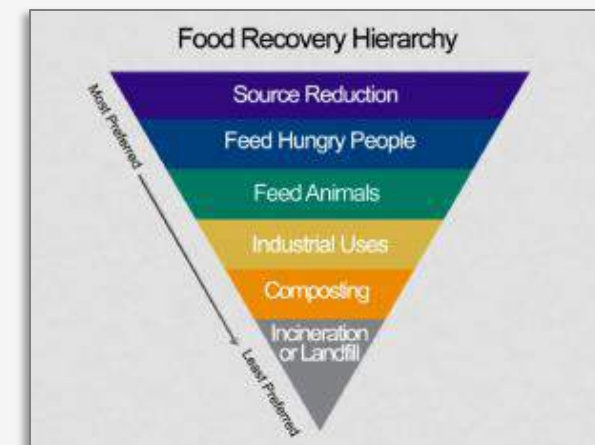 Food Recovery Hierarchy
Most Preferred
Source Reduction
Feed Hungry People
Feed Animals
Industrial Uses
Composting
Incineration
or Landfill
Least Preferred